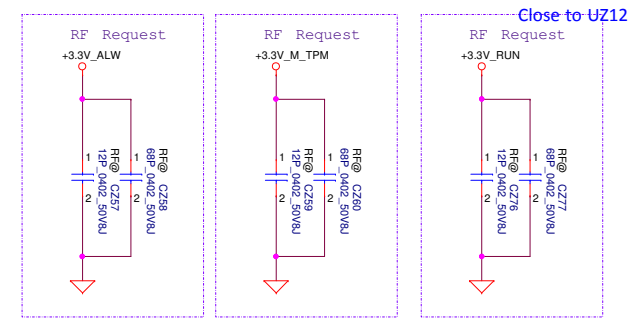 Close to UZ12
RF Request
+3.3V_ALW
1
2
RF@ CZ57
12P_0402_50V8J
1
2
RF@ CZ58
68P_0402_50V8J
RF Request
+3.3V_M_TPM
1
2
RF@ CZ59
12P_0402_50V8J
1
2
RF@ CZ60
68P_0402_50V8J
RF Request
+3.3V_RUN
1
2
RF@ CZ76
12P_0402_50V8J
1
2
RF@ CZ77
68P_0402_50V8J